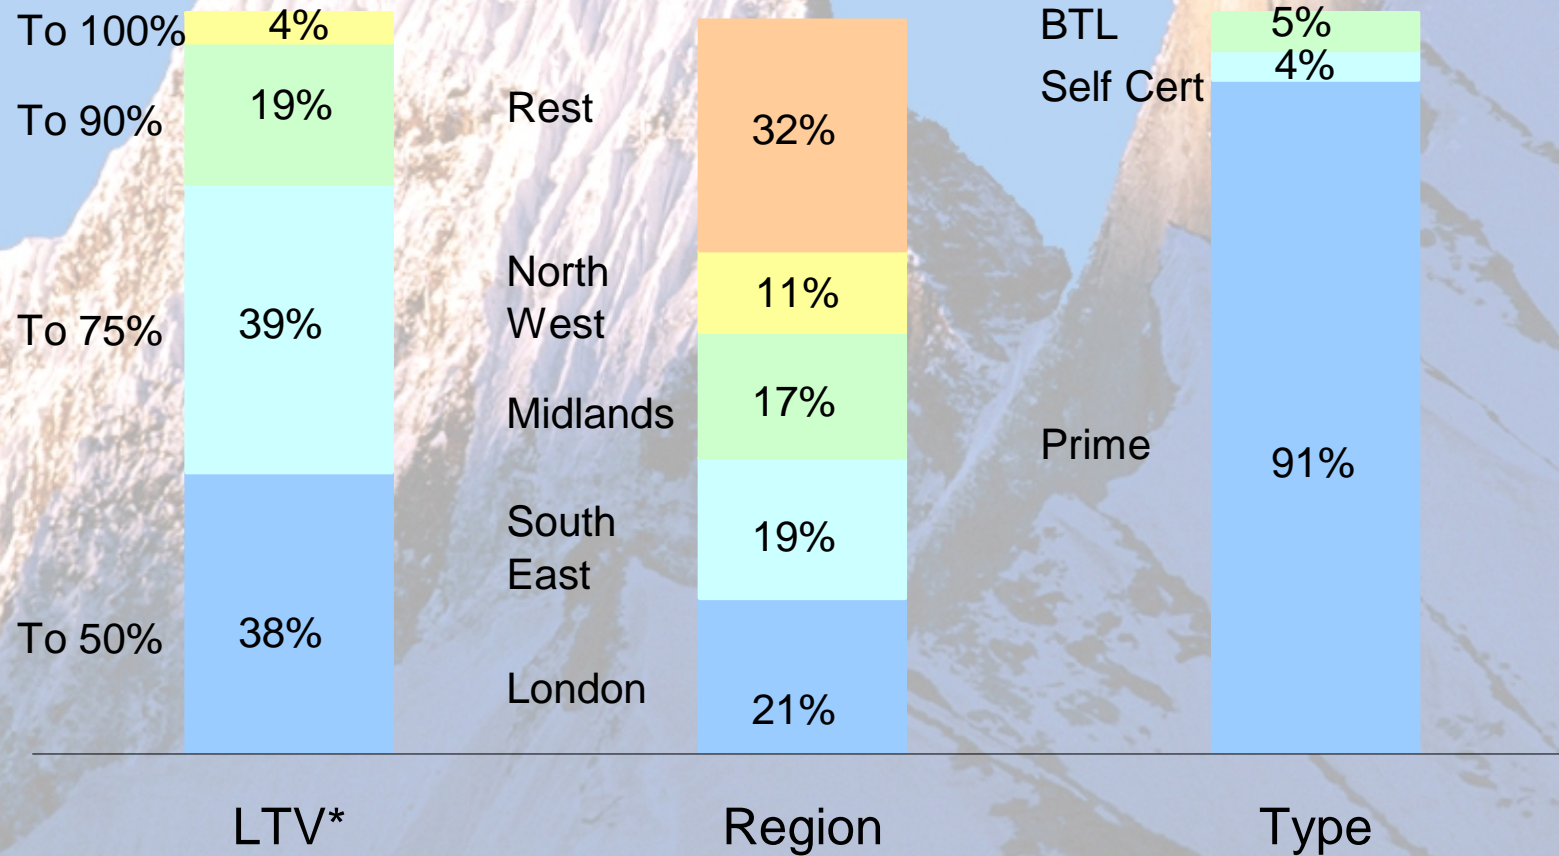 To 100%
4%
To 90%
19%
To 75%
39%
To 50%
38%
LTV*
Rest
32%
North
West
11%
Midlands
17%
South
East
19%
London
21%
Region
BTL
5%
Self Cert
4%
Prime
91%
Type